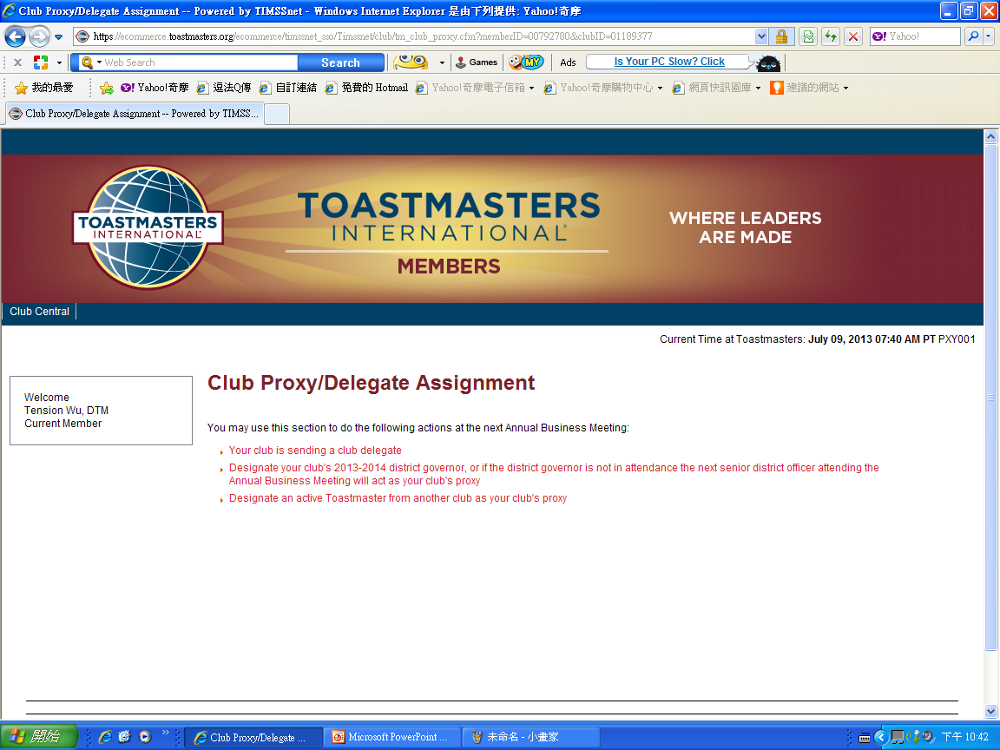 Club Proxy/Delegate Assignment -- Powered by TIMSSnet - Windows Internet Explorer 是由下列提供: Yahoo!奇摩
https://ecommerce.toastmasters.org/ecommerce/timssnet_sso/Timssnet/club/tm_club_proxy.cfm?memberID=00792780&clubID=01189377
Yahoo!
Web Search
Search
Games
MY
Ads
Is Your PC Slow? Click
我的最愛
Yahoo!奇摩
逗法Q傳
自訂連結
免費的 Hotmail
Yahoo!奇摩電子信箱
Yahoo!奇摩購物中心
網頁快訊圖庫
建議的網站
Club Proxy/Delegate Assignment -- Powered by TIMSS...
TOASTMASTERS
INTERNATIONAL
TOASTMASTERS
INTERNATIONAL
MEMBERS
WHERE LEADERS
ARE MADE
Club Central
Current Time at Toastmasters: July 09, 2013 07:40 AM PT PXY001
Welcome
Tension Wu, DTM
Current Member
Club Proxy/Delegate Assignment
You may use this section to do the following actions at the next Annual Business Meeting:
Your club is sending a club delegate
Designate your club's 2013-2014 district governor, or if the district governor is not in attendance the next senior district officer attending the
Annual Business Meeting will act as your club's proxy
Designate an active Toastmaster from another club as your club's proxy
開始
Club Proxy/Delegate ...
Microsoft PowerPoint ...
未命名 - 小畫家
下午 10:42